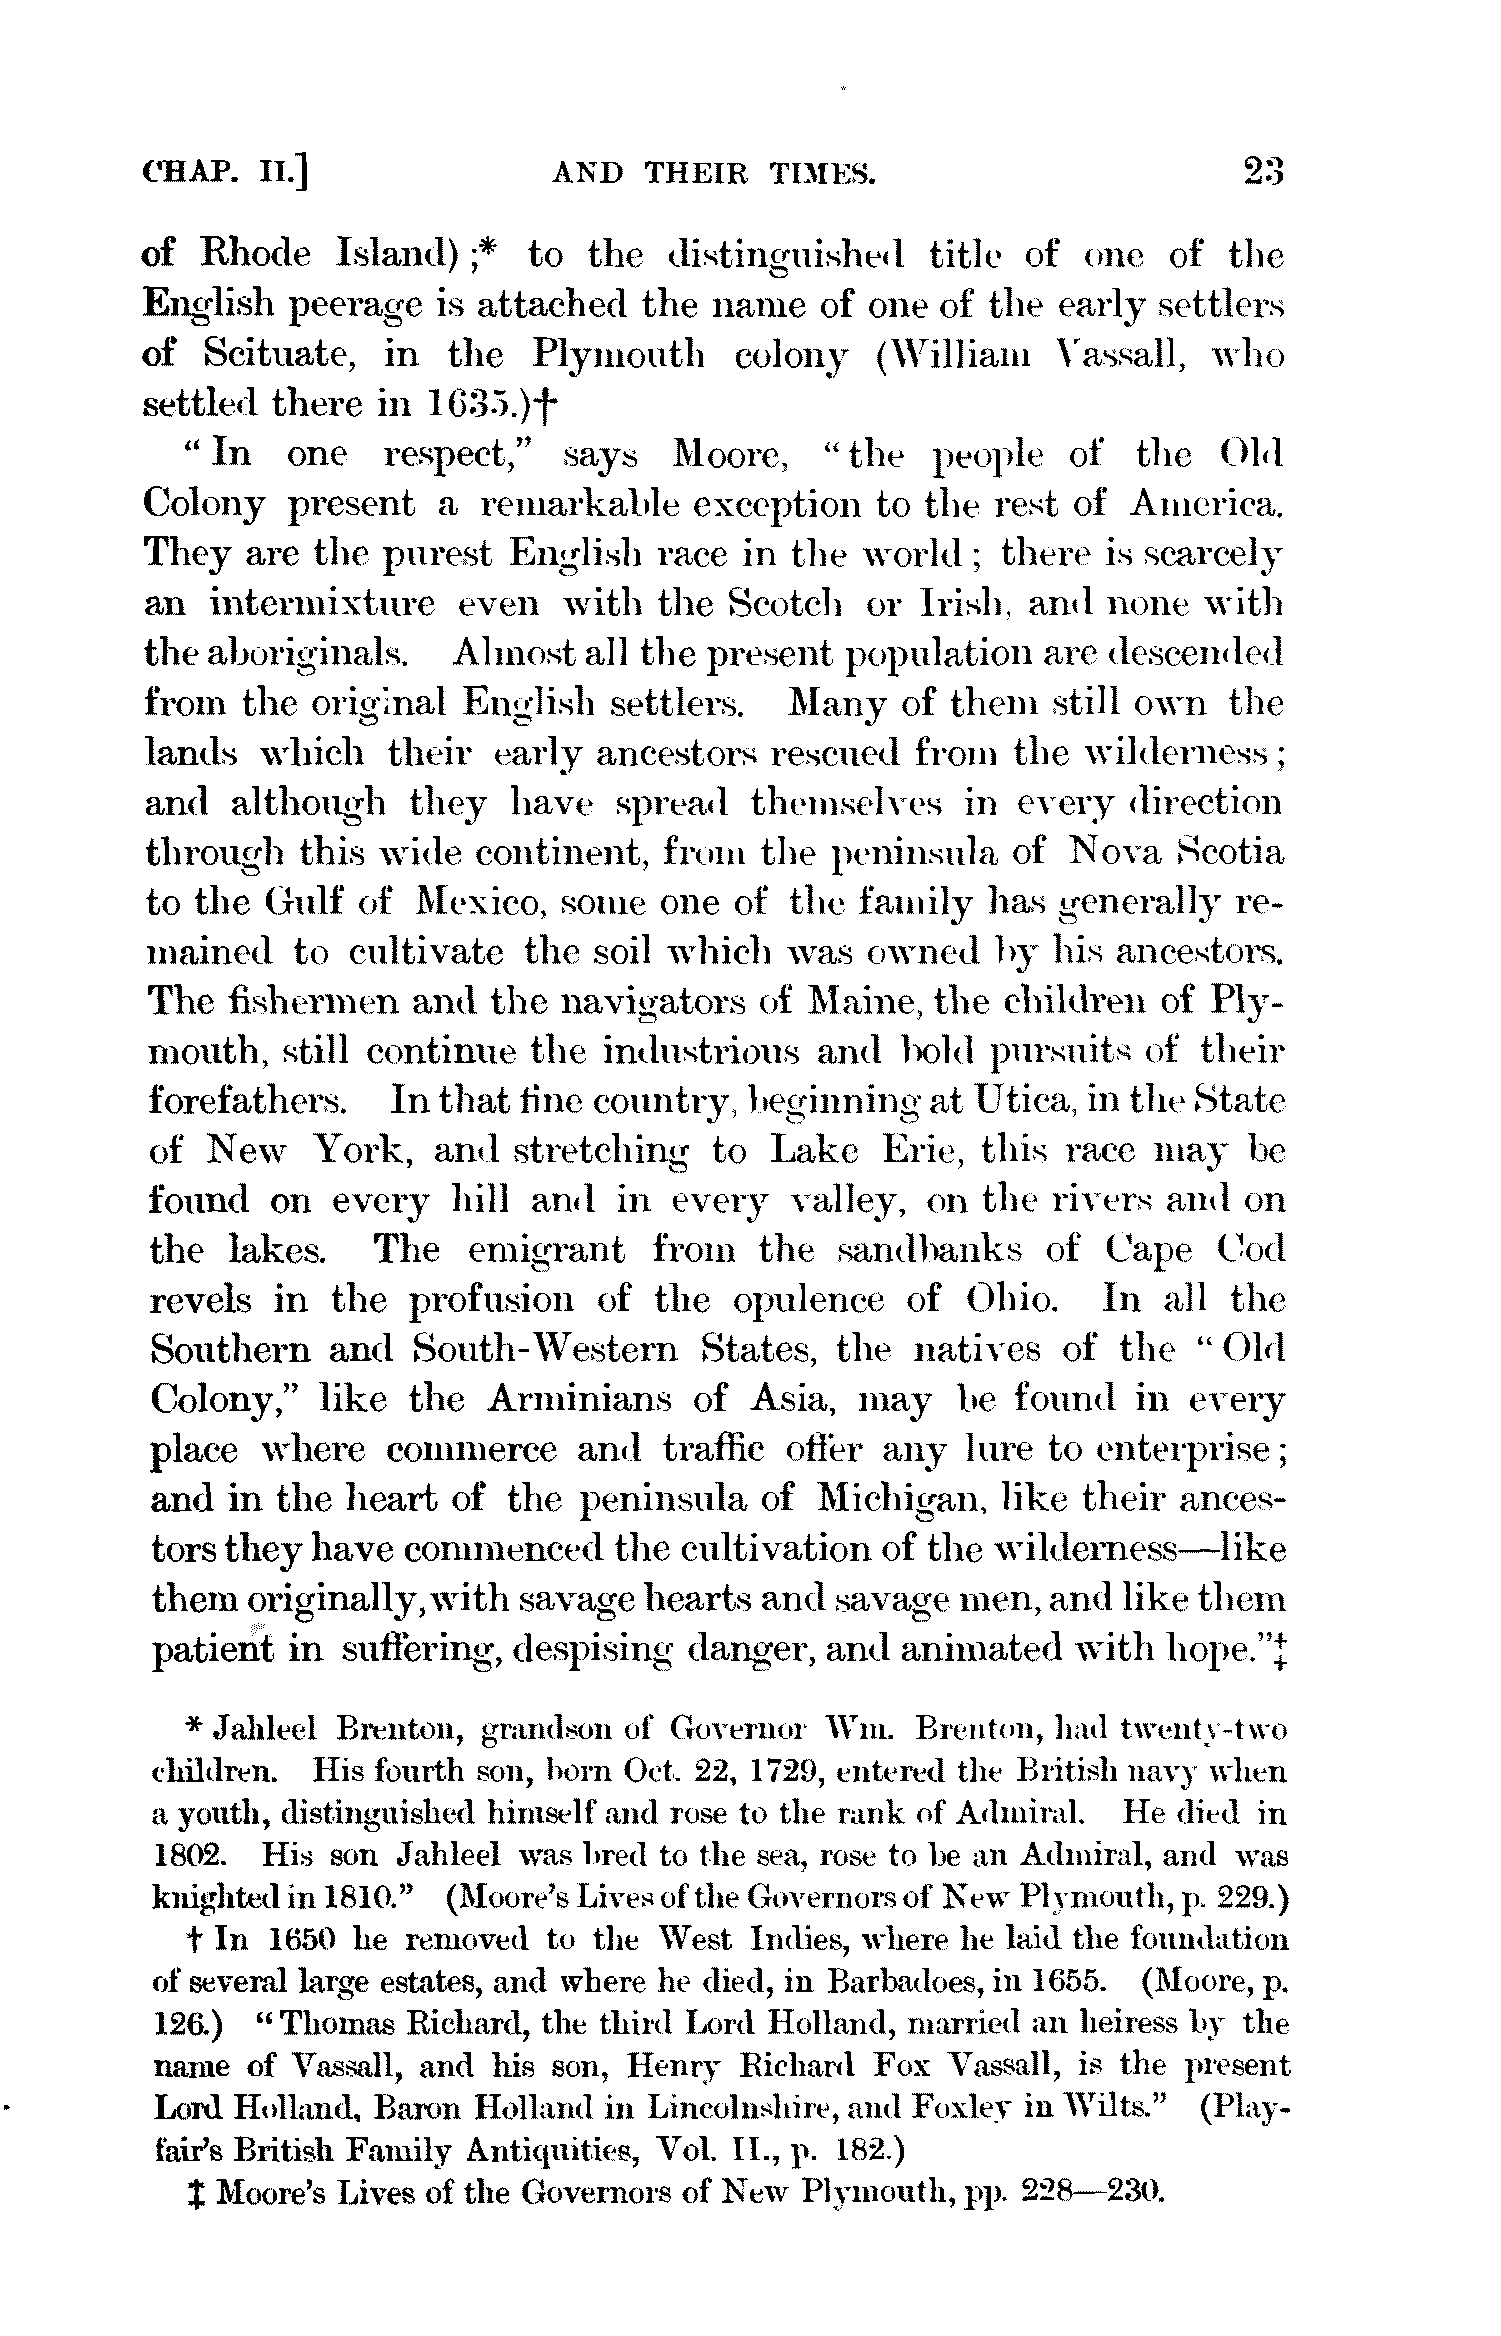 CHAP. II.] AND THEIR TIMES. 23
of Rhode Island) ;* to the distinguished title of one of the
English peerage is attached the name of one of the early settlers
of Scituate, in the Plymouth colony (William Vassall, who
settled there in 1635.)†
“ In one respect,” says Moore, “ the people of the Old
Colony present a remarkable exception to the rest of America.
They are the purest English race in the world ; there is scarcely
an intermixture even with the Scotch or Irish, and none with
the aboriginals. Almost all the present population are descended
from the original English settlers. Many of them still own the
lands which their early ancestors rescued from the wilderness ;
and although they have spread themselves in every direction
through this wide continent, from the peninsula of Nova Scotia
to the Gulf of Mexico, some one of the family has generally re-
mained to cultivate the soil which was owned by his ancestors.
The fishermen and the navigators of Maine, the children of Ply-
mouth, still continue the industrious and bold pursuits of their
forefathers. In that fine country, beginning at Utica, in the State
of New York, and stretching to Lake Erie, this race may be
found on every hill and in every valley, on the rivers and on
the lakes. The emigrant from the sandbanks of Cape Cod
revels in the profusion of the opulence of Ohio. In all the
Southern and South-Western States, the natives of the “ Old
Colony,” like the Arminians of Asia, may be found in every
place where commerce and traffic offer any lure to enterprise ;
and in the heart of the peninsula of Michigan, like their ances-
tors they have commenced the cultivation of the wilderness—like
them originally, with savage hearts and savage men, and like them
patient in suffering, despising danger, and animated with hope.”‡
* Jahleel Brenton, grandson of Governor Wm. Brenton, had twenty-two
children. His fourth son, born Oct. 22, 1729, entered the British navy when
a youth, distinguished himself and rose to the rank of Admiral. He died in
1802. His son Jahleel was bred to the sea, rose to be an Admiral, and was
knighted in 1810.” (Moore’s Lives of the Governors of New Plymouth, p. 229.)
† In 1650 he removed to the West Indies, where he laid the foundation
of several large estates, and where he died, in Barbadoes, in 1655. (Moore, p.
126.) “ Thomas Richard, the third Lord Holland, married an heiress by the
name of Vassall, and his son, Henry Richard Fox Vassall, is the present
Lord Holland, Baron Holland in Lincolnshire, and Foxley in Wilts.” (Play-
fair’s British Family Antiquities, Vol. II., p. 182.)
‡ Moore’s Lives of the Governors of New Plymouth, pp. 228—230.